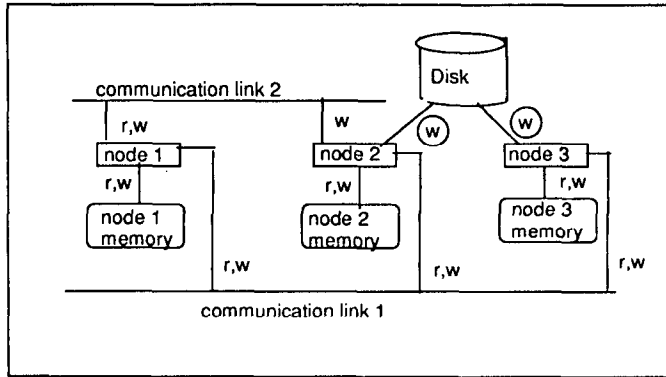 Disk
communication link 2
r,w
w
w
w
node 1
node 2
node 3
r,w
r,w
r,w
node 1
memory
node 2
memory
node 3
memory
r,w
r,w
r,w
communication link 1